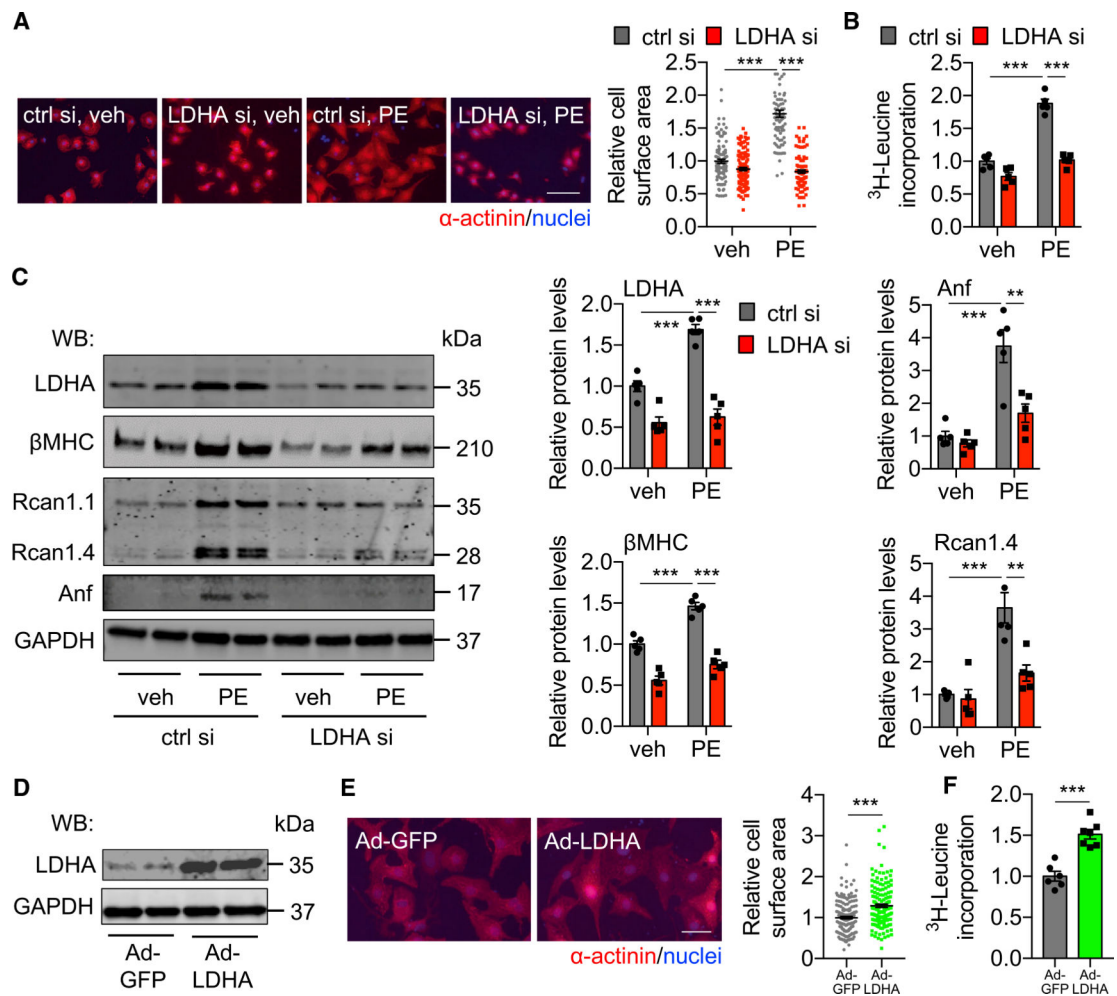 A
ctrl si, veh
LDHA si, veh
ctrl si, PE
LDHA si, PE
α-actinin/nuclei
ctrl si LDHA si
*** ***
Relative cell
surface area
2.5
2.0
1.5
1.0
0.5
0.0
veh PE
B
ctrl si LDHA si
*** ***
³H-Leucine
incorporation
2.5
2.0
1.5
1.0
0.5
0.0
veh PE
C
WB: kDa
LDHA 35
βMHC 210
Rcan1.1 35
Rcan1.4 28
Anf 17
GAPDH 37
veh PE veh PE
ctrl si LDHA si
LDHA
*** ***
ctrl si
LDHA si
Relative protein levels
2.0
1.5
1.0
0.5
0.0
veh PE
Anf
*** **
Relative protein levels
5
4
3
2
1
0
veh PE
βMHC
*** ***
Relative protein levels
2.0
1.5
1.0
0.5
0.0
veh PE
Rcan1.4
*** **
Relative protein levels
5
4
3
2
1
0
veh PE
D
WB: kDa
LDHA 35
GAPDH 37
Ad-
GFP
Ad-
LDHA
E
Ad-GFP
Ad-LDHA
α-actinin/nuclei
***
Relative cell
surface area
4
3
2
1
0
Ad-
GFP
Ad-
LDHA
F
***
³H-Leucine
incorporation
2.0
1.5
1.0
0.5
0.0
Ad-
GFP
Ad-
LDHA